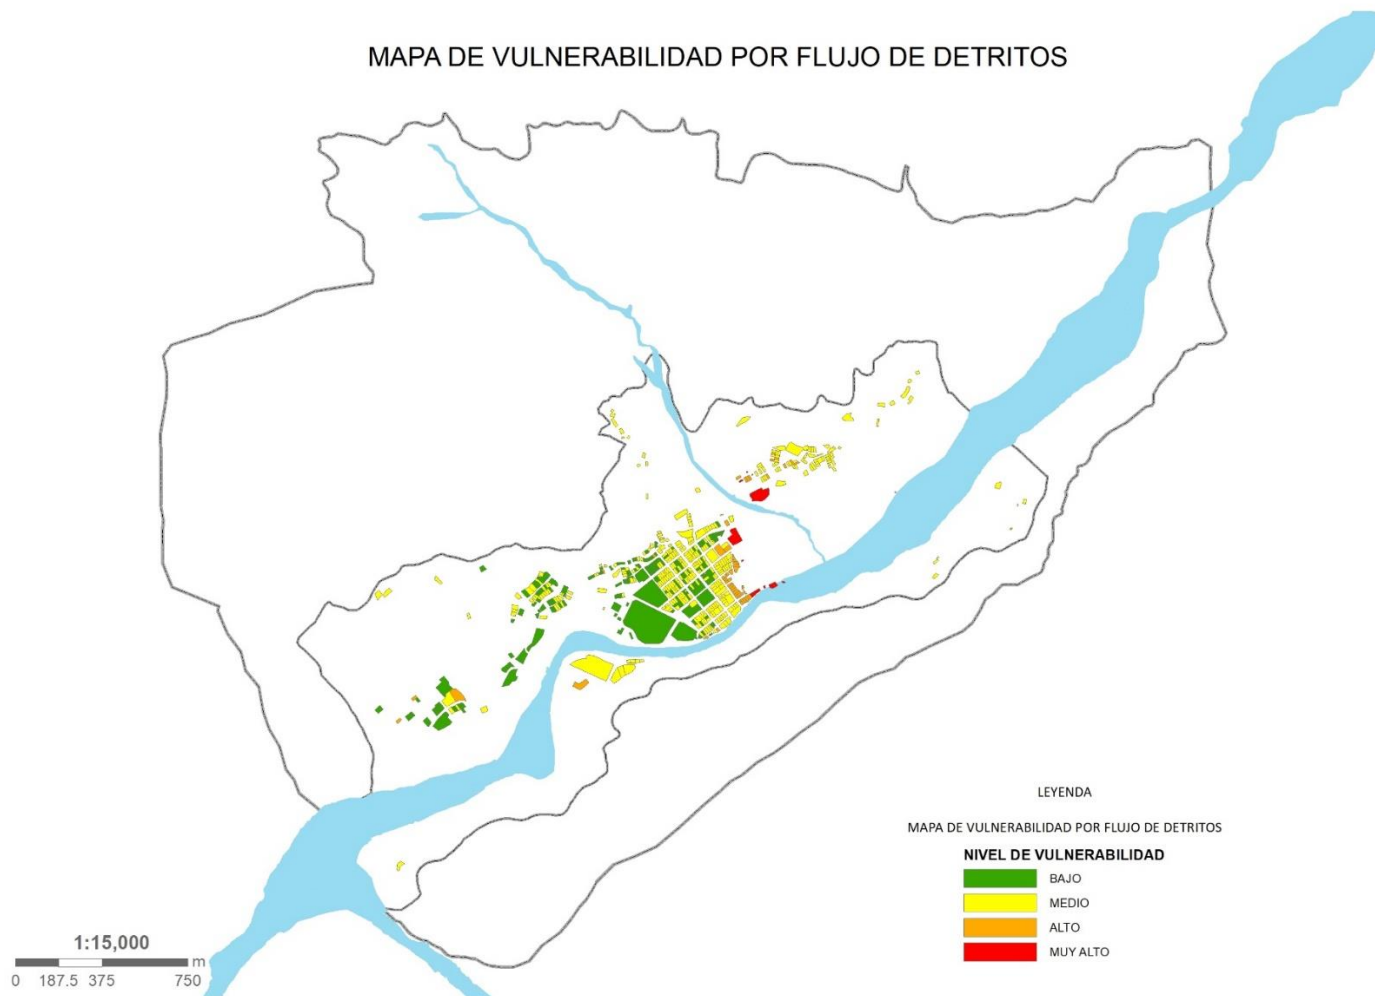 MAPA DE VULNERABILIDAD POR FLUJO DE DETRITOS
LEYENDA
MAPA DE VULNERABILIDAD POR FLUJO DE DETRITOS
NIVEL DE VULNERABILIDAD
BAJO
MEDIO
ALTO
MUY ALTO
1:15,000
m
0 187.5 375 750